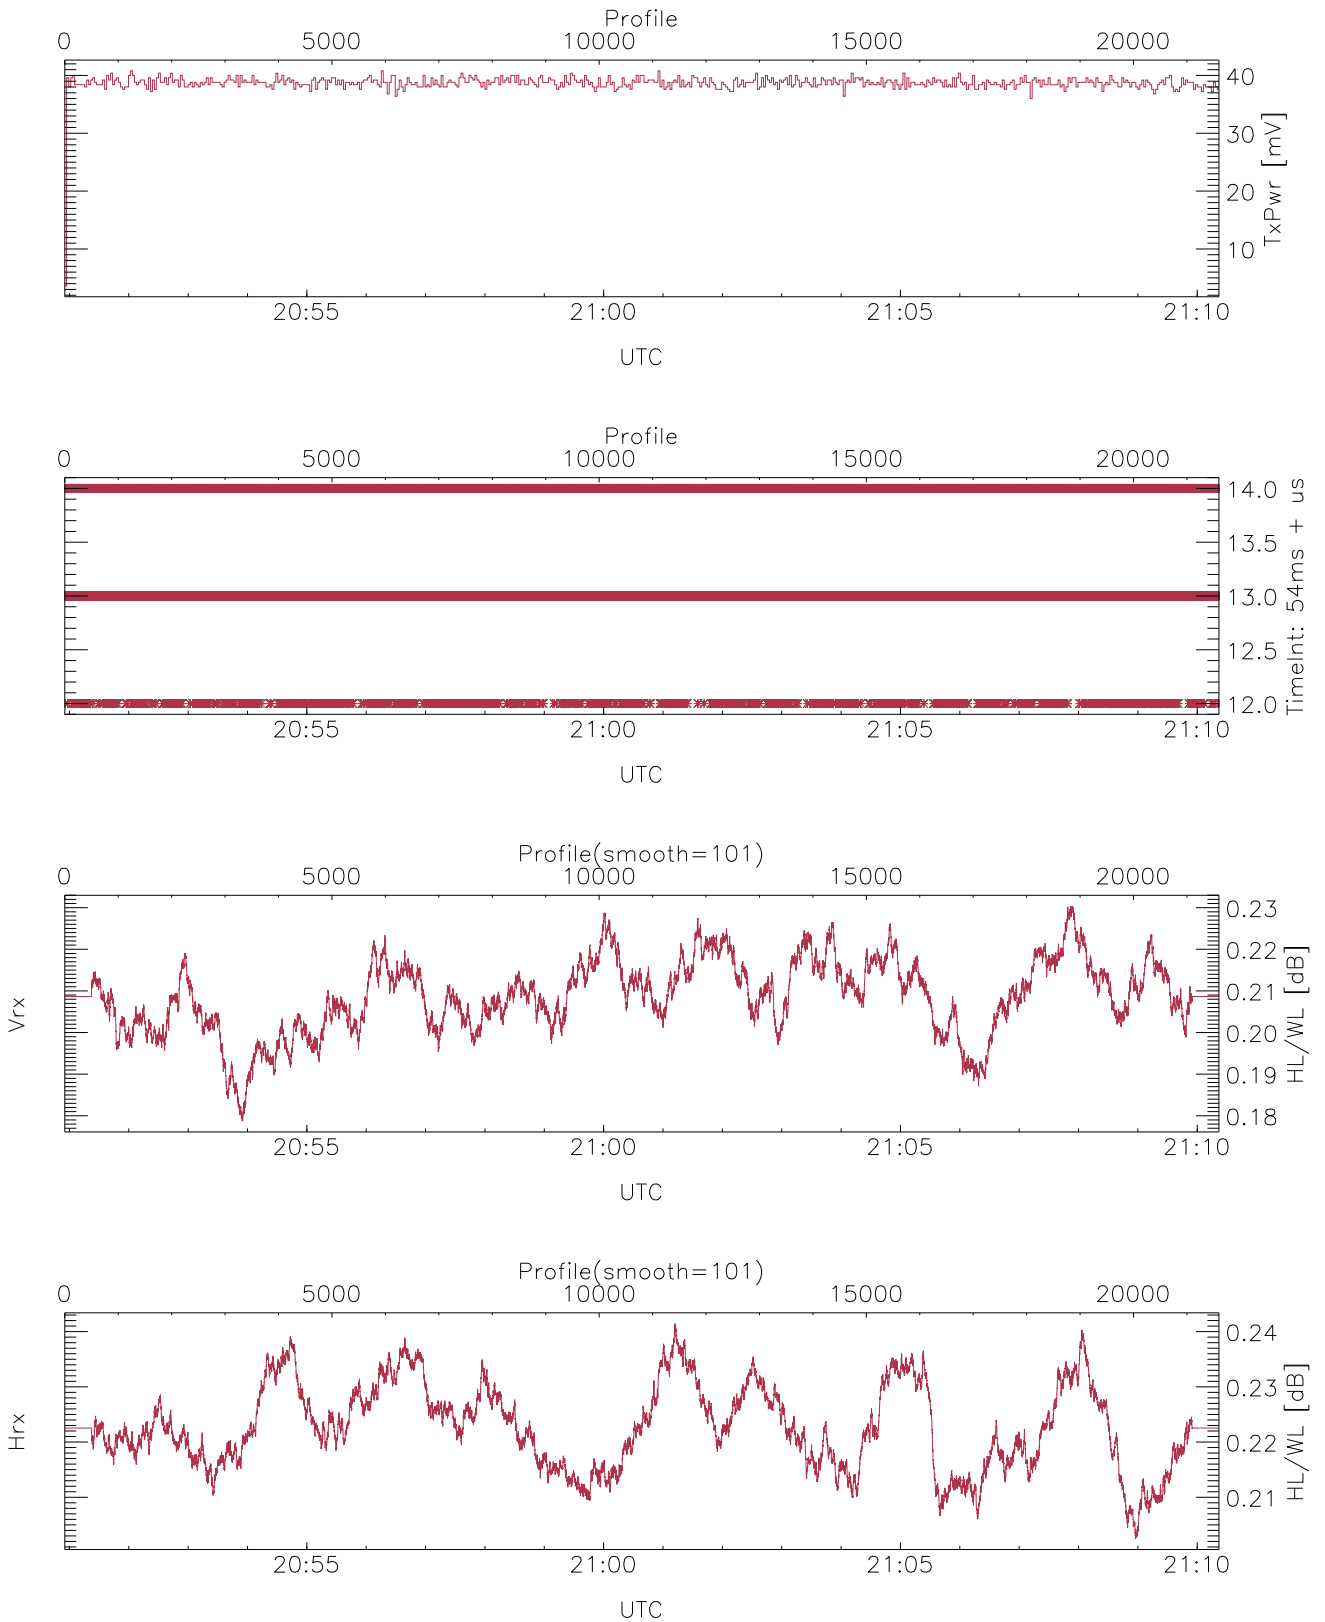 Profile
0 5000 10000 15000 20000
40
30
20
10
TxPwr [mV]
20:55 21:00 21:05 21:10
UTC
Profile
0 5000 10000 15000 20000
14.0
13.5
13.0
12.5
12.0
TimeInt: 54ms + us
20:55 21:00 21:05 21:10
UTC
Profile(smooth=101)
0 5000 10000 15000 20000
Vrx
0.23
0.22
0.21
0.20
0.19
0.18
HL/WL [dB]
20:55 21:00 21:05 21:10
UTC
Profile(smooth=101)
0 5000 10000 15000 20000
Hrx
0.24
0.23
0.22
0.21
HL/WL [dB]
20:55 21:00 21:05 21:10
UTC